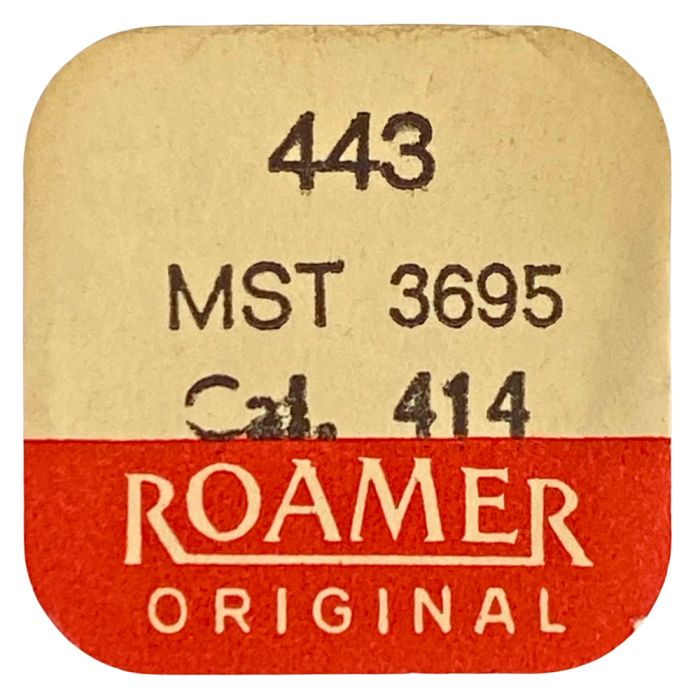 443
MST 3695
Cal. 414
ROAMER
ORIGINAL